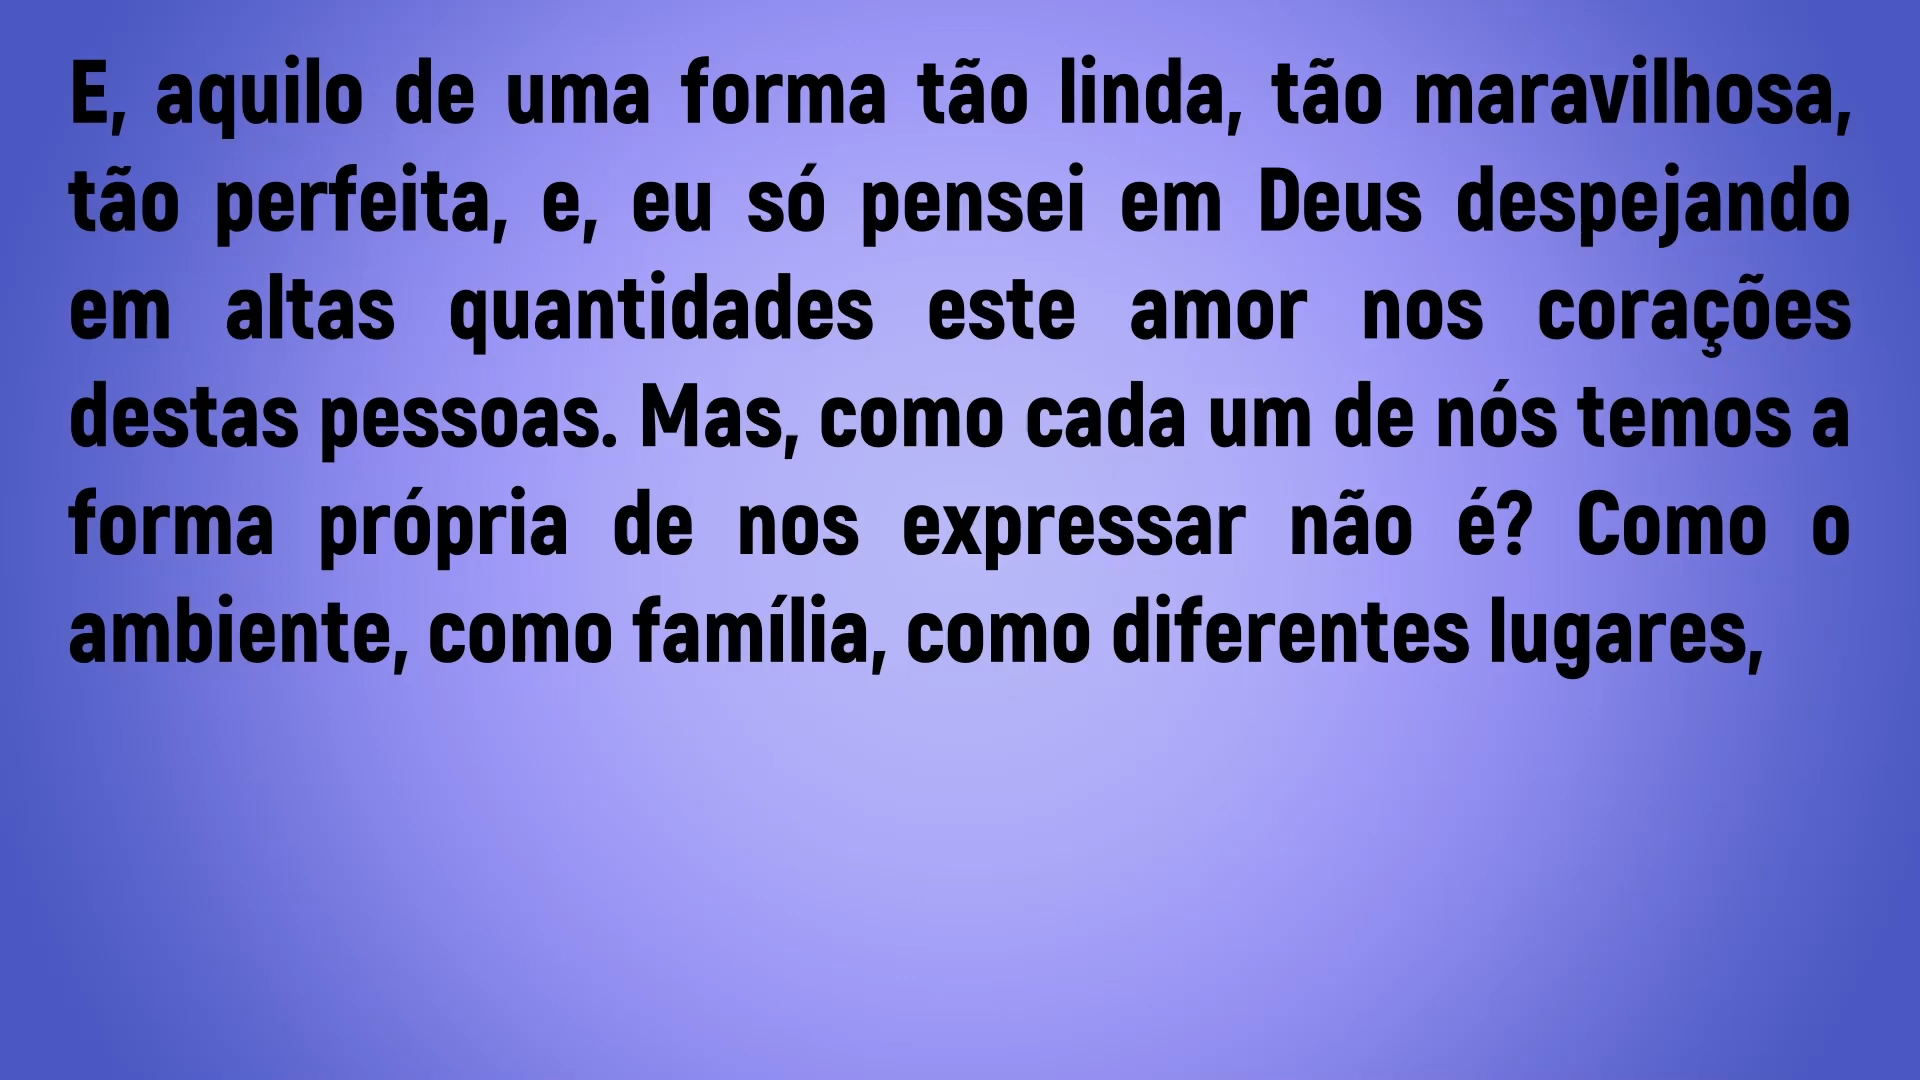 E, aquilo de uma forma tão linda, tão maravilhosa,
tão perfeita, e, eu só pensei em Deus despejando
em altas quantidades este amor nos corações
destas pessoas. Mas, como cada um de nós temos a
forma própria de nos expressar não é? Como o
ambiente, como família, como diferentes lugares,